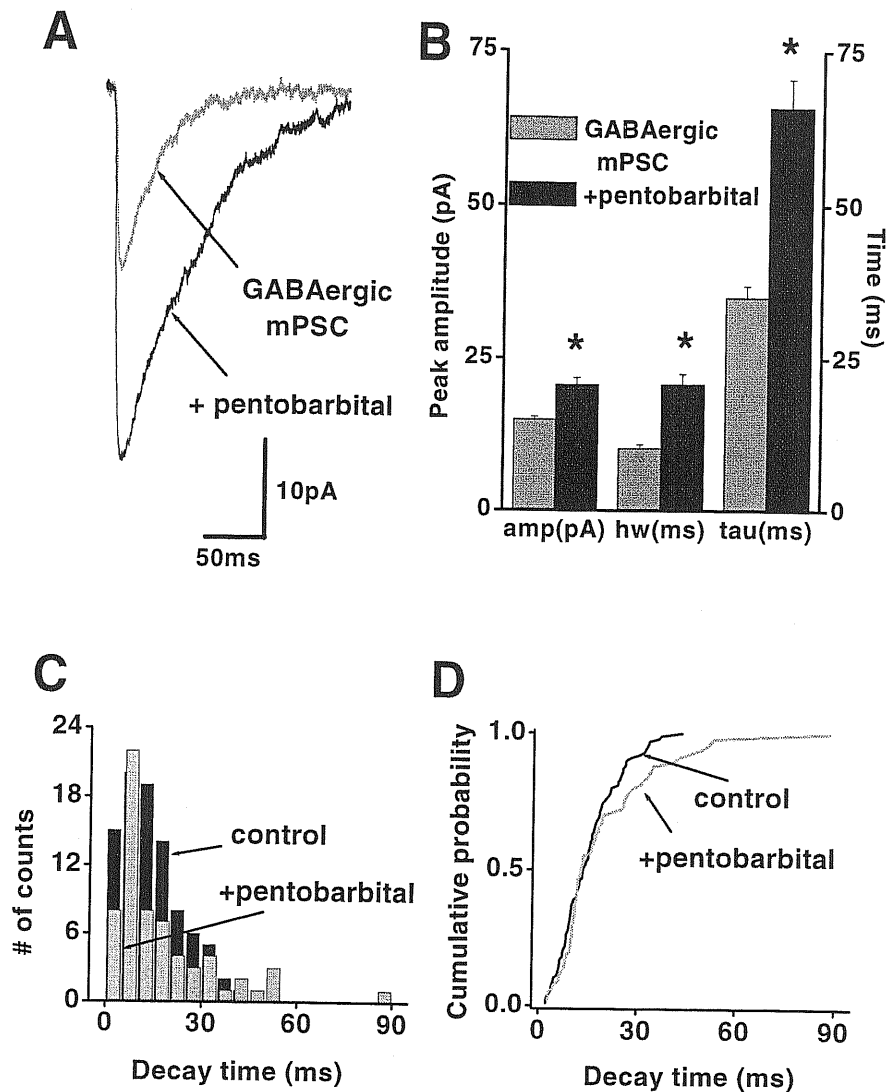 A
GABAergic
mPSC
+ pentobarbital
10pA
50ms
B
75
50
25
0
Peak amplitude (pA)
GABAergic
mPSC
+pentobarbital
*
*
*
75
50
25
0
Time (ms)
amp(pA) hw(ms) tau(ms)
C
24
18
12
6
0
# of counts
control
+pentobarbital
0 30 60 90
Decay time (ms)
D
1.0
0.5
0.0
Cumulative probability
control
+pentobarbital
0 30 60 90
Decay time (ms)